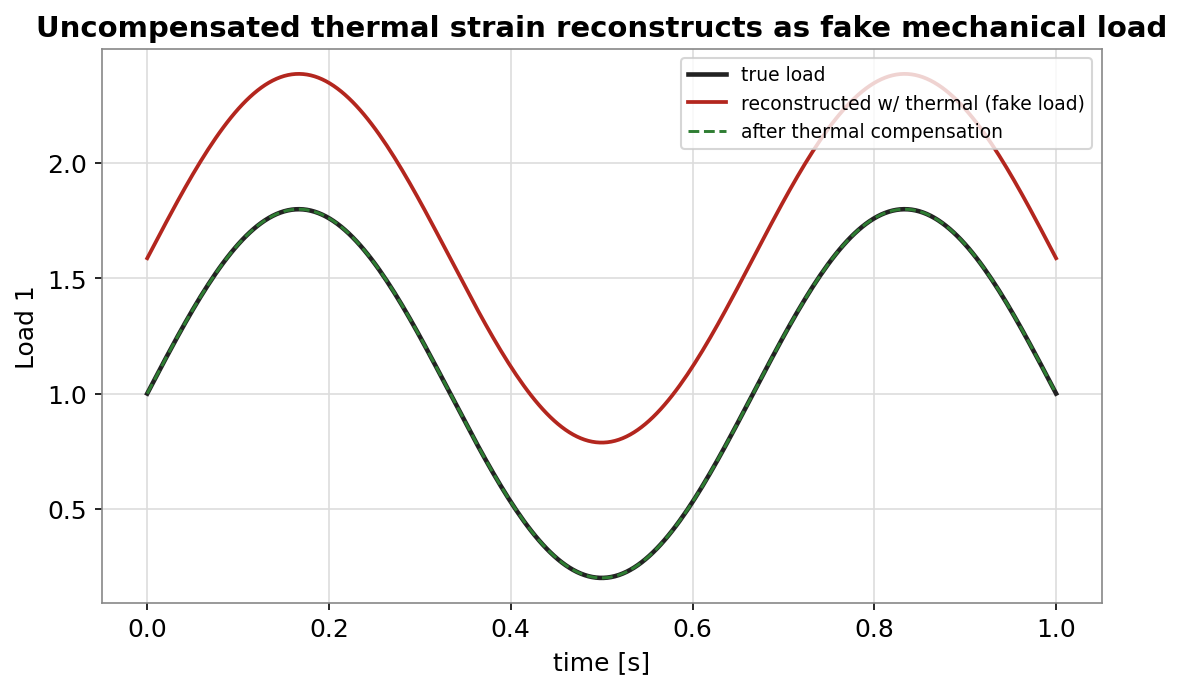 Uncompensated thermal strain reconstructs as fake mechanical load
true load
reconstructed w/ thermal (fake load)
after thermal compensation
Load 1
2.0
1.5
1.0
0.5
0.0 0.2 0.4 0.6 0.8 1.0
time [s]